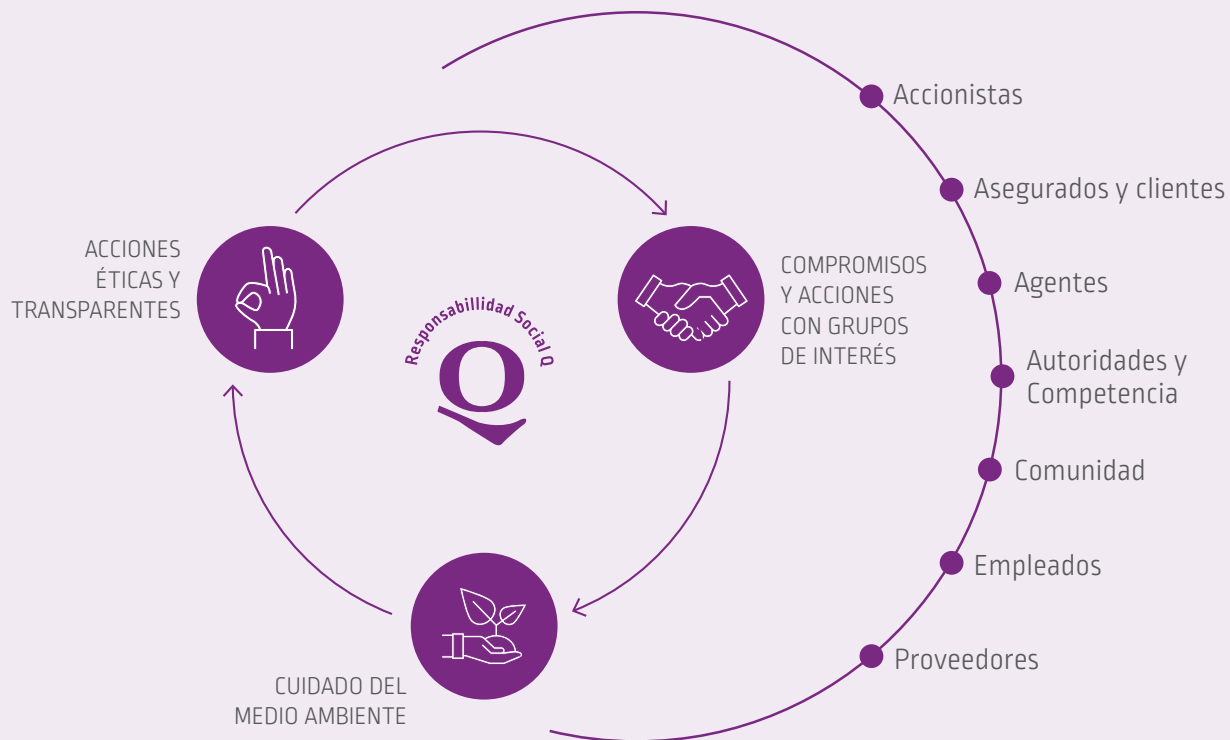 ACCIONES
ÉTICAS Y
TRANSPARENTES
Responsabillidad Social Q
Q
COMPROMISOS
Y ACCIONES
CON GRUPOS
DE INTERÉS
CUIDADO DEL
MEDIO AMBIENTE
Accionistas
Asegurados y clientes
Agentes
Autoridades y
Competencia
Comunidad
Empleados
Proveedores